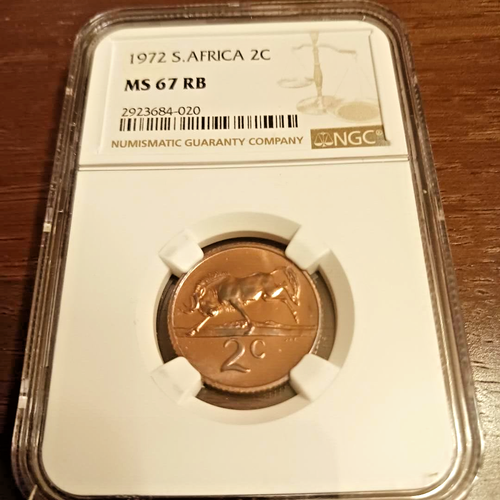 1972 S.AFRICA 2C
MS 67 RB
2923684-020
NUMISMATIC GUARANTY COMPANY
NGC®
2c